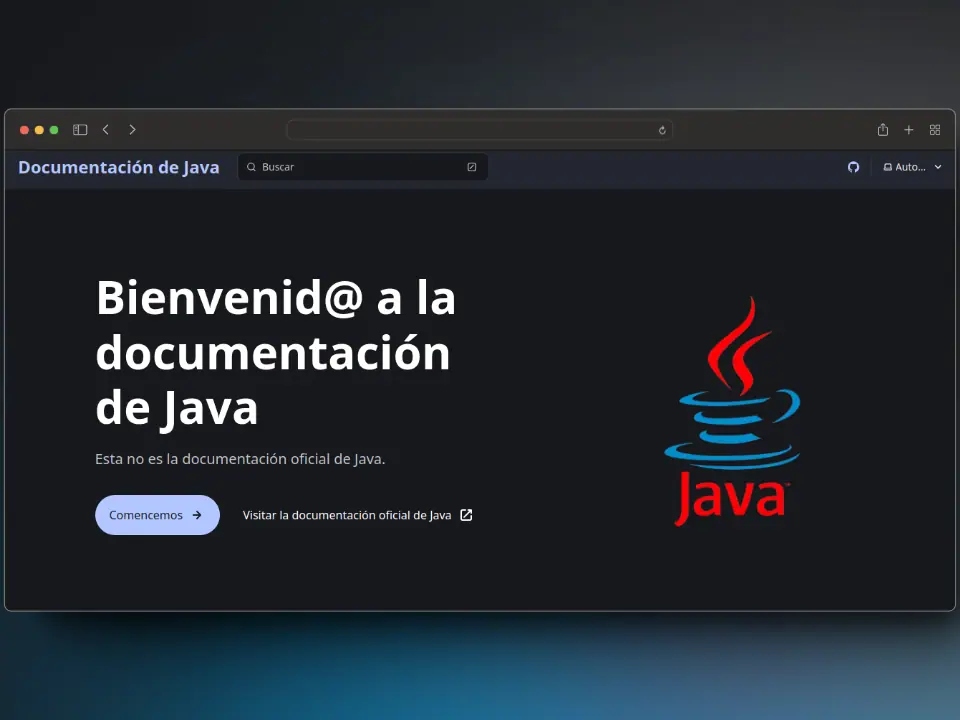 Documentación de Java
Buscar
Auto...
Bienvenid@ a la
documentación
de Java
Esta no es la documentación oficial de Java.
Comencemos
Visitar la documentación oficial de Java
Java™